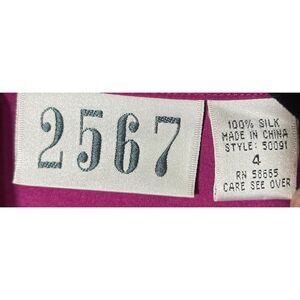 2567
100% SILK
MADE IN CHINA
STYLE: 50091
4
RN 58665
CARE SEE OVER